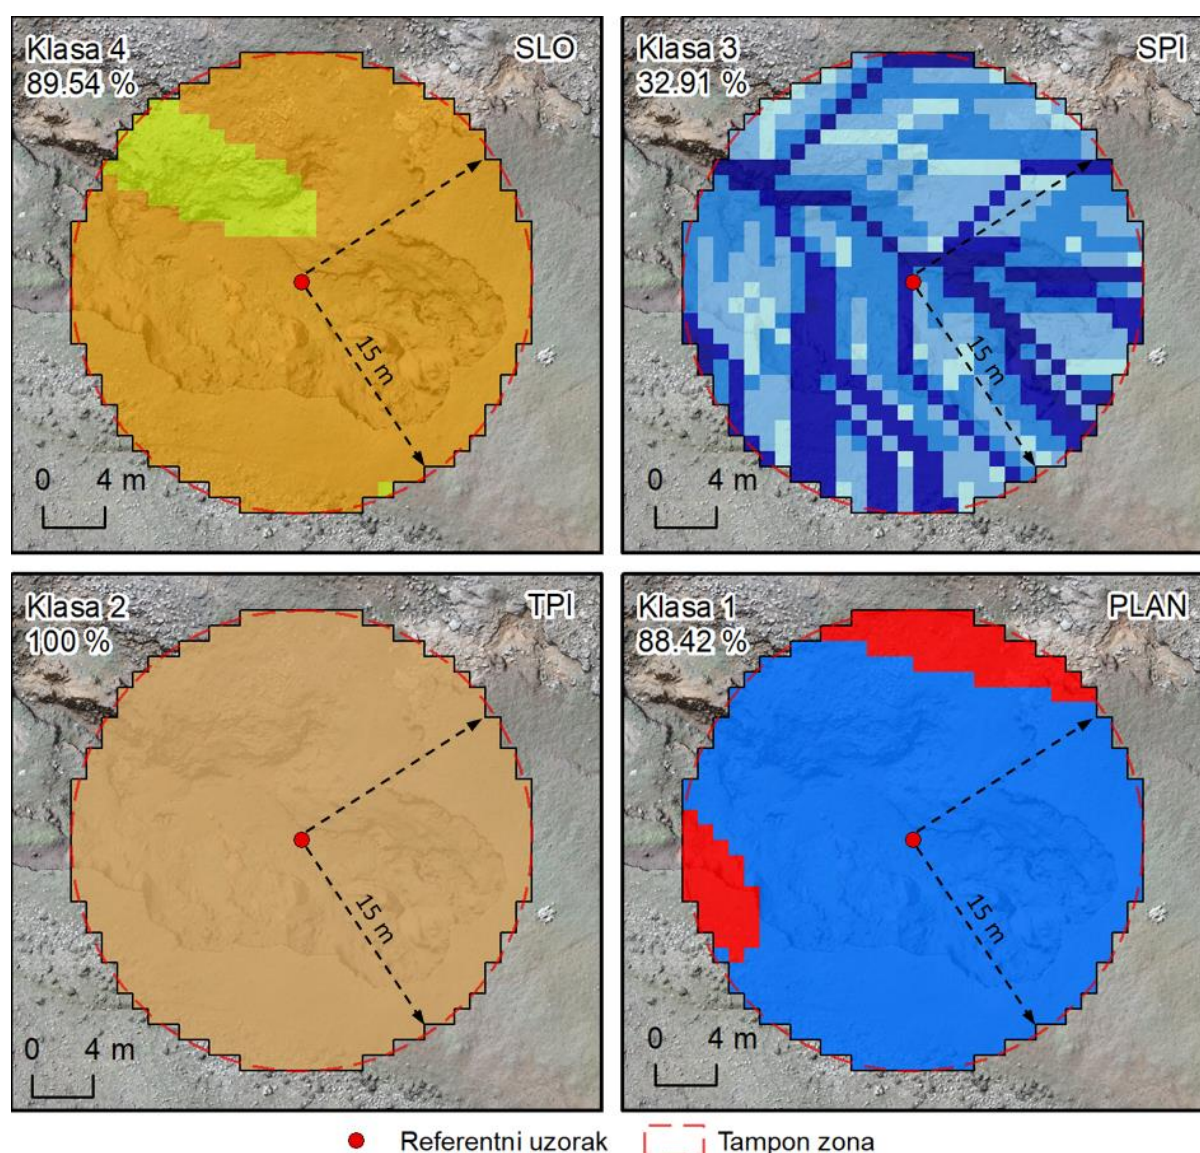 Klasa 4
SLO
89.54 %
15 m
0 4 m
Klasa 3
SPI
32.91 %
15 m
0 4 m
Klasa 2
TPI
100 %
15 m
0 4 m
Klasa 1
PLAN
88.42 %
15 m
0 4 m
Referentni uzorak
Tampon zona